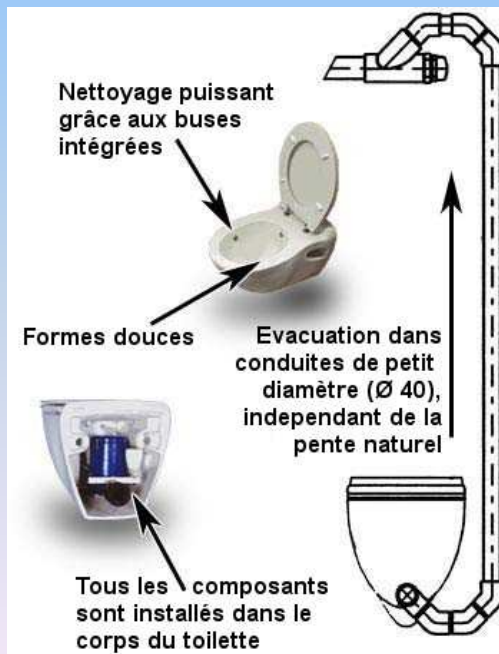 Nettoyage puissant
grâce aux buses
intégrées
Formes douces
Evacuation dans
conduites de petit
diamètre (Ø 40),
independant de la
pente naturel
Tous les composants
sont installés dans le
corps du toilette